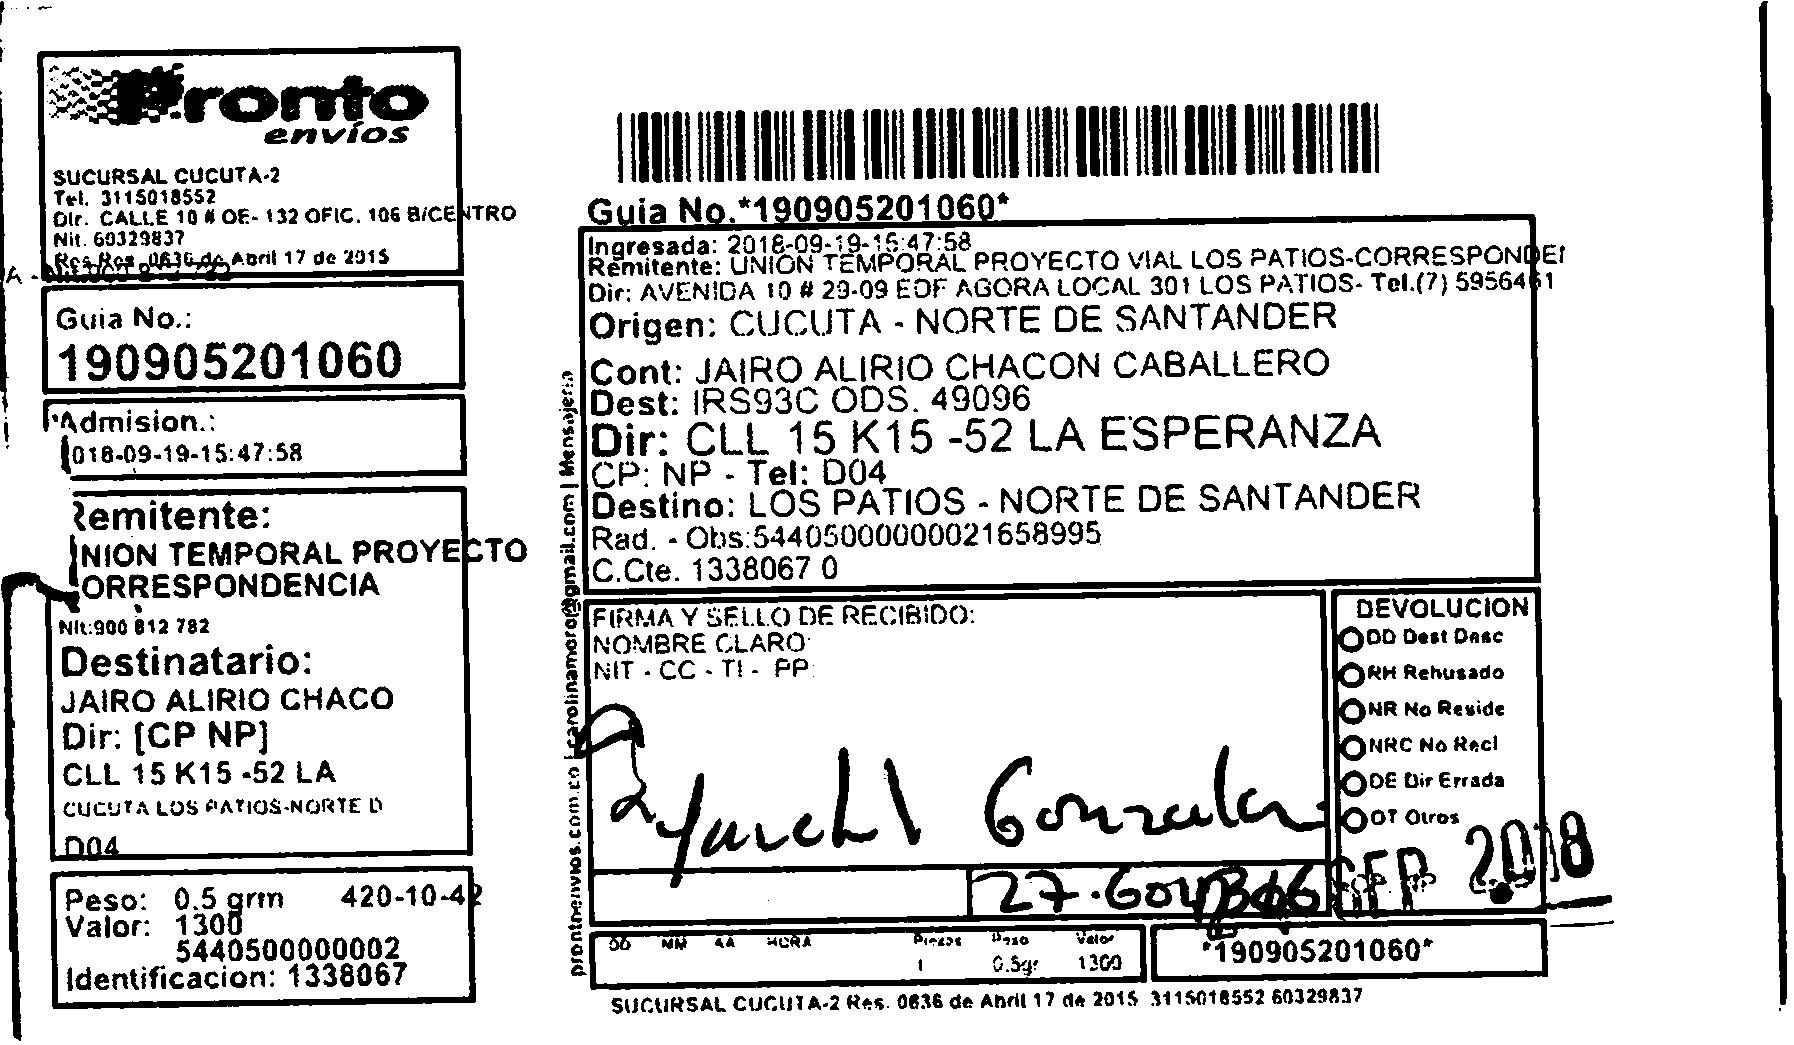 Pronto
envíos
SUCURSAL CUCUTA-2
Tel. 3115018552
Dir. CALLE 10 # OE- 132 OFIC. 106 B/CENTRO
Nit. 60329837
Res Res 0636 de Abril 17 de 2015
Guia No.:
190905201060
Admision.:
018-09-19-15:47:58
Remitente:
NION TEMPORAL PROYECTO
ORRESPONDENCIA
Nit:900 812 782
Destinatario:
JAIRO ALIRIO CHACO
Dir: [CP NP]
CLL 15 K15 -52 LA
CUCUTA LOS PATIOS-NORTE D
D04
Peso: 0.5 grm 420-10-42
Valor: 1300
5440500000002
Identificacion: 1338067
prontoenvios.com.co | carolinamoro@gmail.com | Mensajeria
Guia No.*190905201060*
Ingresada: 2018-09-19-15:47:58
Remitente: UNION TEMPORAL PROYECTO VIAL LOS PATIOS-CORRESPONDEN
Dir: AVENIDA 10 # 29-09 EDF AGORA LOCAL 301 LOS PATIOS- Tel.(7) 5956461
Origen: CUCUTA - NORTE DE SANTANDER
Cont: JAIRO ALIRIO CHACON CABALLERO
Dest: IRS93C ODS. 49096
Dir: CLL 15 K15 -52 LA ESPERANZA
CP: NP - Tel: D04
Destino: LOS PATIOS - NORTE DE SANTANDER
Rad. - Obs:54405000000021658995
C.Cte. 1338067 0
FIRMA Y SELLO DE RECIBIDO:
NOMBRE CLARO:
NIT - CC - TI - PP:
Gonzalez
DEVOLUCION
DD Dest Desc
RH Rehusado
NR No Reside
NRC No Recl
DE Dir Errada
OT Otros
SEP 2018
DD MM AA HORA Piezas Peso Valor
1 0.5gr 1300
*190905201060*
SUCURSAL CUCUTA-2 Res. 0636 de Abril 17 de 2015 3115018552 60329837